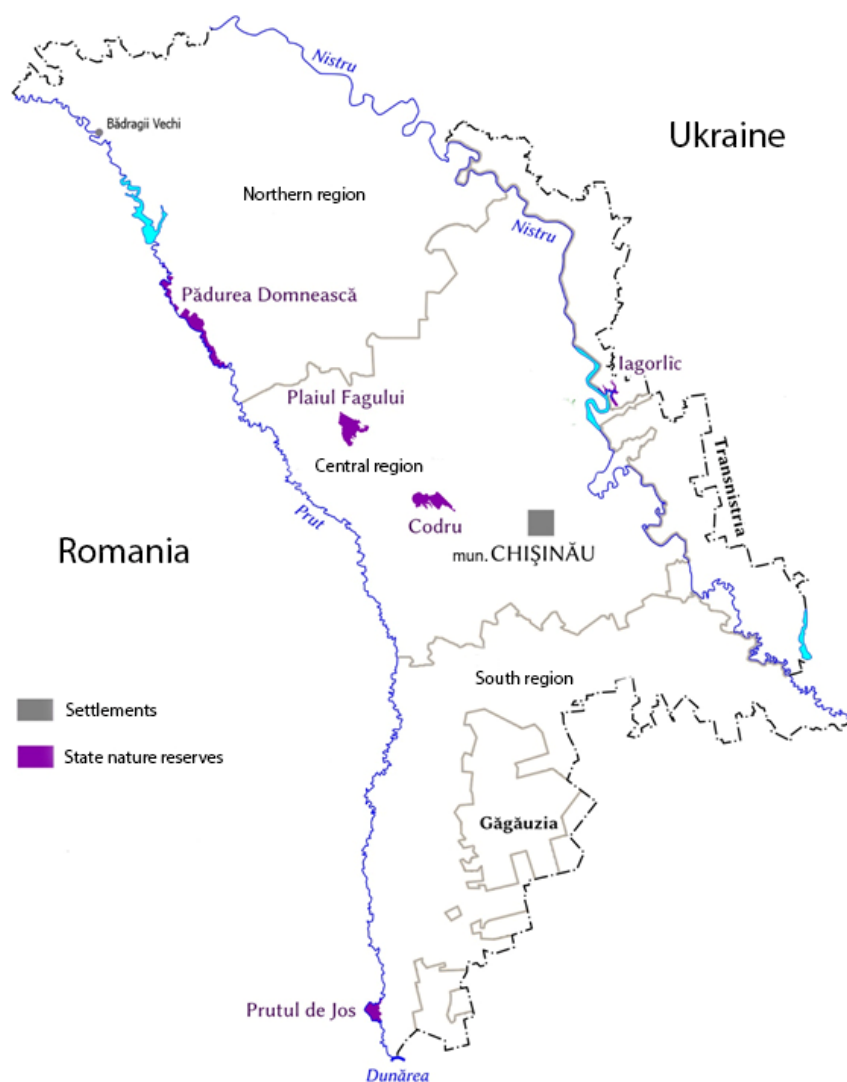 Nistru
Bădragii Vechi
Ukraine
Northern region
Nistru
Pădurea Domnească
Iagorlîc
Plaiul Fagului
Central region
Transnistria
Codru
Prut
mun. CHIŞINĂU
Romania
South region
Settlements
State nature reserves
Găgăuzia
Prutul de Jos
Dunărea